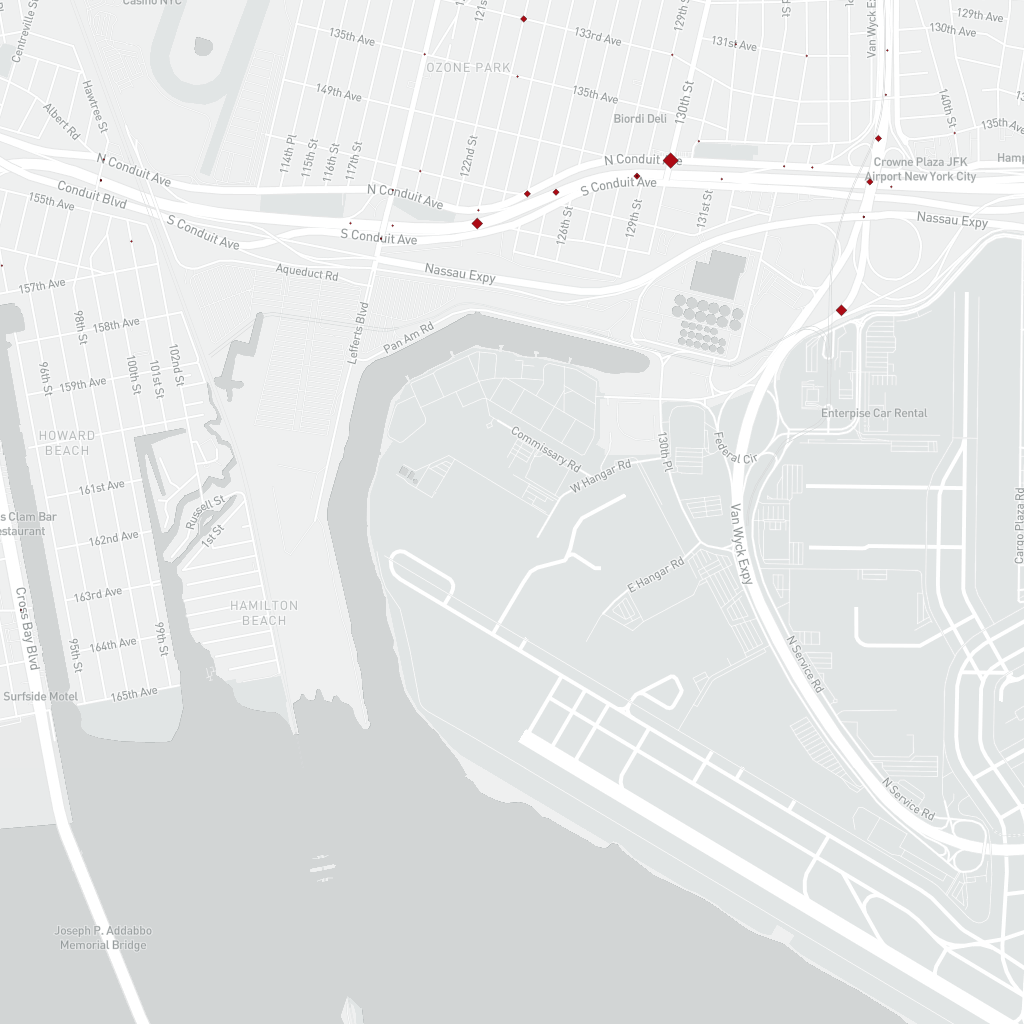 Casino NYC
Centreville St
121st
129th St
Van Wyck Ex
129th Ave
130th Ave
135th Ave
133rd Ave
131st Ave
OZONE PARK
149th Ave
135th Ave
130th St
140th St
Hawtree St
Albert Rd
Biordi Deli
135th Ave
114th Pl
115th St
116th St
117th St
122nd St
N Conduit Ave
N Conduit Ave
Crowne Plaza JFK
Airport New York City
Conduit Blvd
N Conduit Ave
S Conduit Ave
155th Ave
S Conduit Ave
S Conduit Ave
126th St
129th St
131st St
Nassau Expy
Aqueduct Rd
Nassau Expy
157th Ave
98th St
158th Ave
Lefferts Blvd
Pan Am Rd
96th St
100th St
101st St
102nd St
159th Ave
Enterpise Car Rental
HOWARD
BEACH
Commissary Rd
130th Pl
Federal Cir
W Hangar Rd
161st Ave
Russell St
1st St
s Clam Bar
estaurant
162nd Ave
Van Wyck Expy
Cargo Plaza Rd
E Hangar Rd
163rd Ave
HAMILTON
BEACH
Cross Bay Blvd
95th St
164th Ave
99th St
N Service Rd
Surfside Motel
165th Ave
N Service Rd
Joseph P. Addabbo
Memorial Bridge